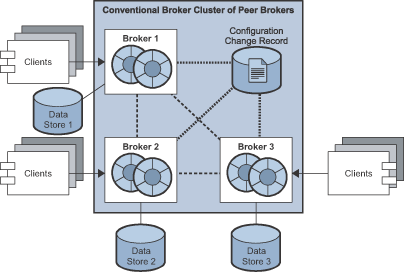 Conventional Broker Cluster of Peer Brokers
Broker 1
Configuration
Change Record
Clients
Data
Store 1
Broker 2
Broker 3
Clients
Clients
Data
Store 2
Data
Store 3